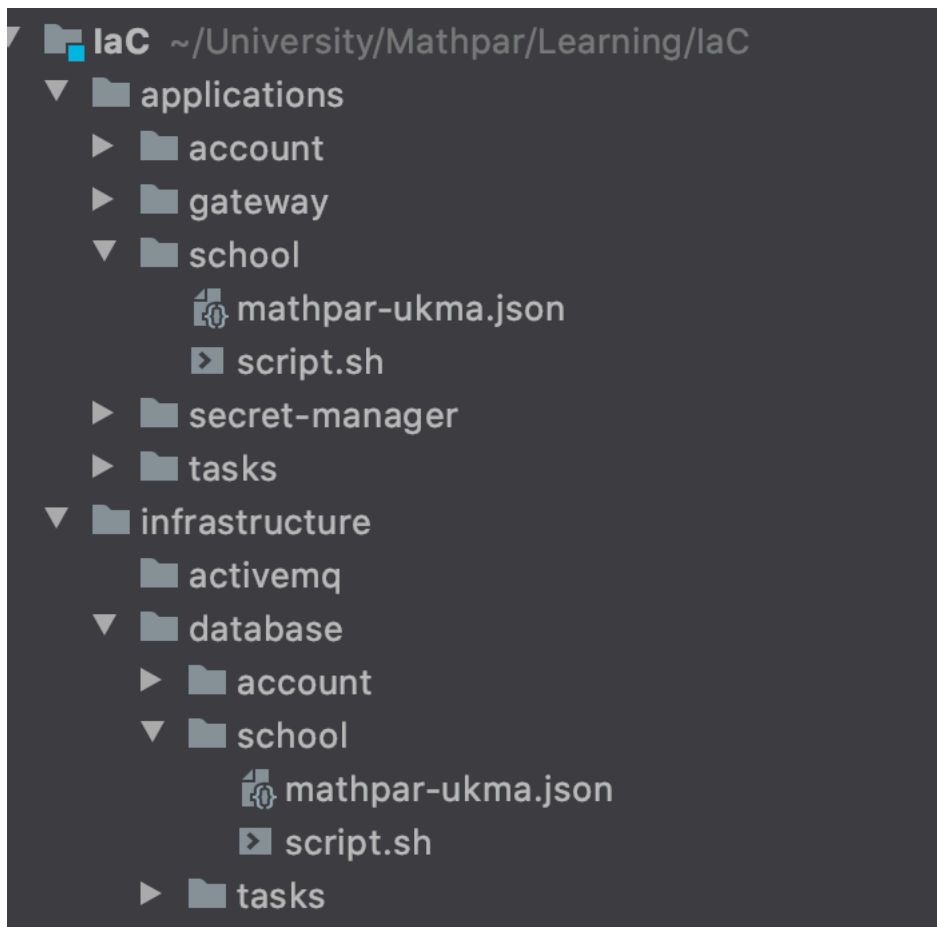 IaC ~/University/Mathpar/Learning/IaC
applications
account
gateway
school
mathpar-ukma.json
script.sh
secret-manager
tasks
infrastructure
activemq
database
account
school
mathpar-ukma.json
script.sh
tasks